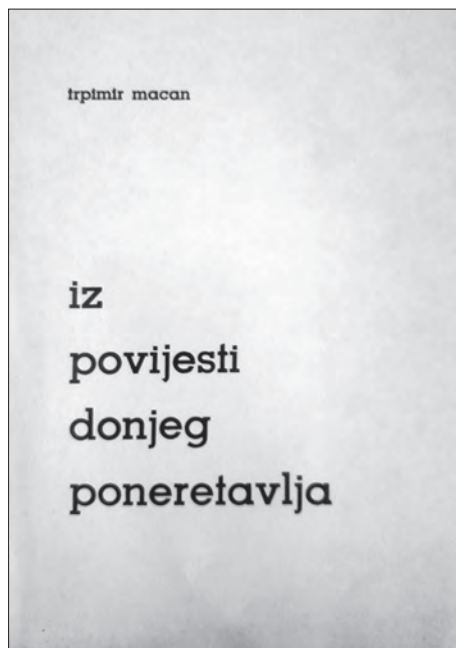 trpimir macan
iz
povijesti
donjeg
poneretavlja